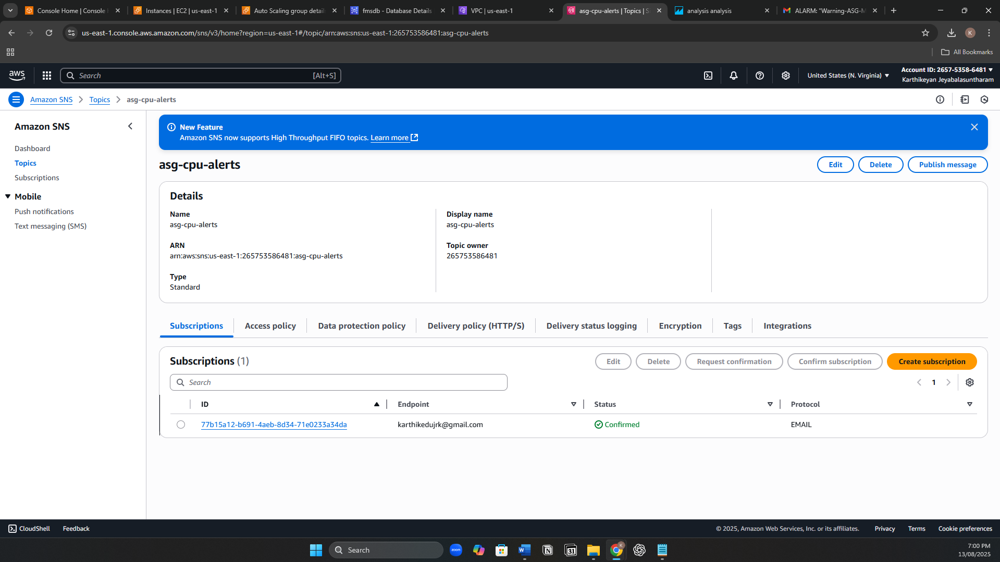 Console Home | Console
Instances | EC2 | us-east-1
Auto Scaling group details
fmsdb - Database Details
VPC | us-east-1
asg-cpu-alerts | Topics | S
analysis analysis
ALARM: "Warning-ASG-M
us-east-1.console.aws.amazon.com/sns/v3/home?region=us-east-1#/topic/arn:aws:sns:us-east-1:265753586481:asg-cpu-alerts
K
All Bookmarks
aws
Search
[Alt+S]
United States (N. Virginia)
Account ID: 2657-5358-6481
Karthikeyan Jeyabalasuntharam
Amazon SNS
Topics
asg-cpu-alerts
Amazon SNS
Dashboard
Topics
Subscriptions
Mobile
Push notifications
Text messaging (SMS)
New Feature
Amazon SNS now supports High Throughput FIFO topics. Learn more
asg-cpu-alerts
Edit
Delete
Publish message
Details
Name
asg-cpu-alerts
ARN
arn:aws:sns:us-east-1:265753586481:asg-cpu-alerts
Type
Standard
Display name
asg-cpu-alerts
Topic owner
265753586481
Subscriptions
Access policy
Data protection policy
Delivery policy (HTTP/S)
Delivery status logging
Encryption
Tags
Integrations
Subscriptions (1)
Edit
Delete
Request confirmation
Confirm subscription
Create subscription
Search
1
ID
Endpoint
Status
Protocol
77b15a12-b691-4aeb-8d34-71e0233a34da
karthikedujrk@gmail.com
Confirmed
EMAIL
CloudShell
Feedback
© 2025, Amazon Web Services, Inc. or its affiliates.
Privacy
Terms
Cookie preferences
Search
zoom
W
31
K
7:00 PM
13/08/2025